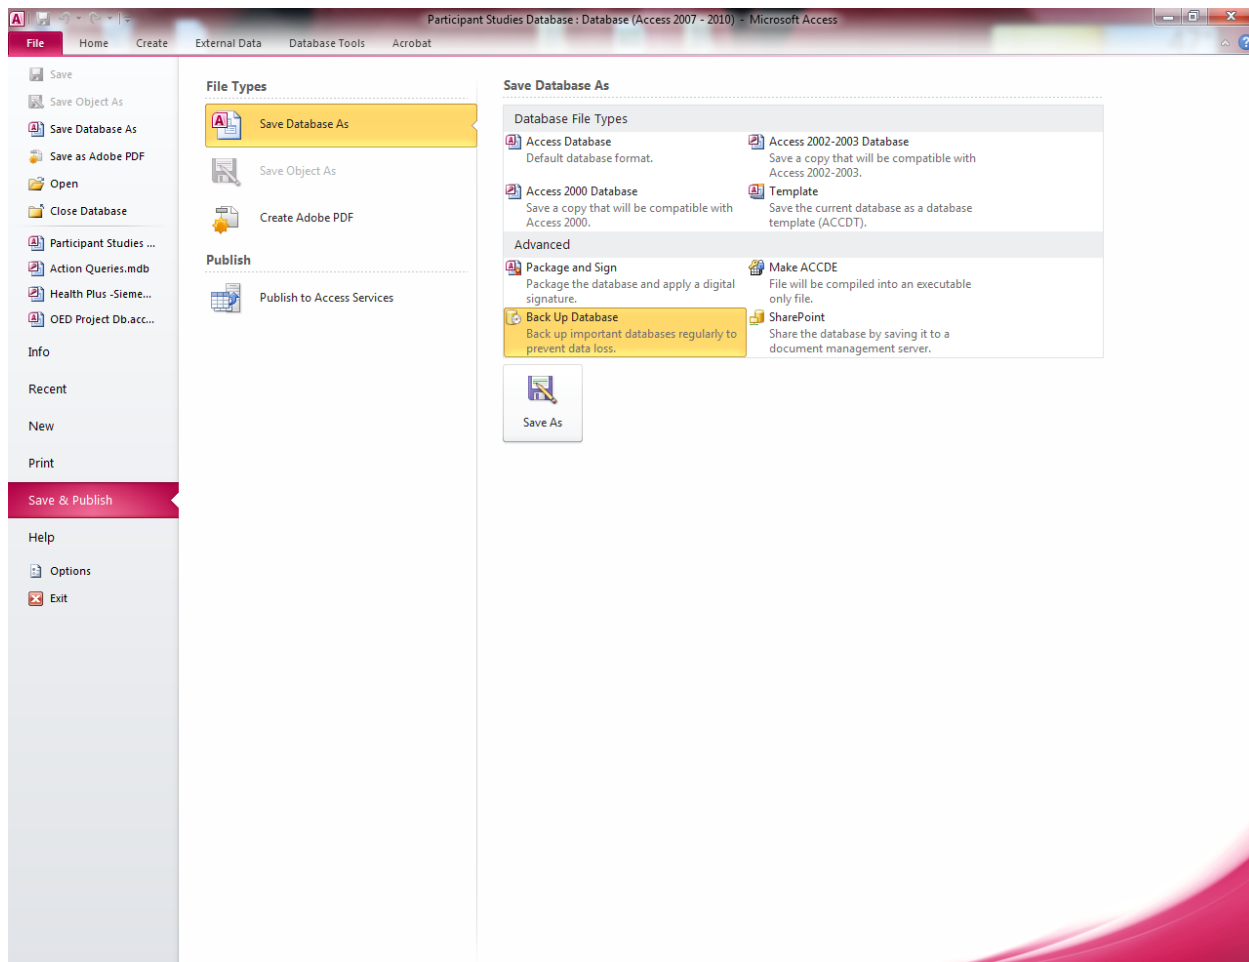 Participant Studies Database : Database (Access 2007 - 2010) - Microsoft Access
File Home Create External Data Database Tools Acrobat
Save
Save Object As
Save Database As
Save as Adobe PDF
Open
Close Database
Participant Studies ...
Action Queries.mdb
Health Plus -Sieme...
OED Project Db.acc...
Info
Recent
New
Print
Save & Publish
Help
Options
Exit
File Types
Save Database As
Save Object As
Create Adobe PDF
Publish
Publish to Access Services
Save Database As
Database File Types
Access Database
Default database format.
Access 2002-2003 Database
Save a copy that will be compatible with
Access 2002-2003.
Access 2000 Database
Save a copy that will be compatible with
Access 2000.
Template
Save the current database as a database
template (ACCDT).
Advanced
Package and Sign
Package the database and apply a digital
signature.
Make ACCDE
File will be compiled into an executable
only file.
Back Up Database
Back up important databases regularly to
prevent data loss.
SharePoint
Share the database by saving it to a
document management server.
Save As